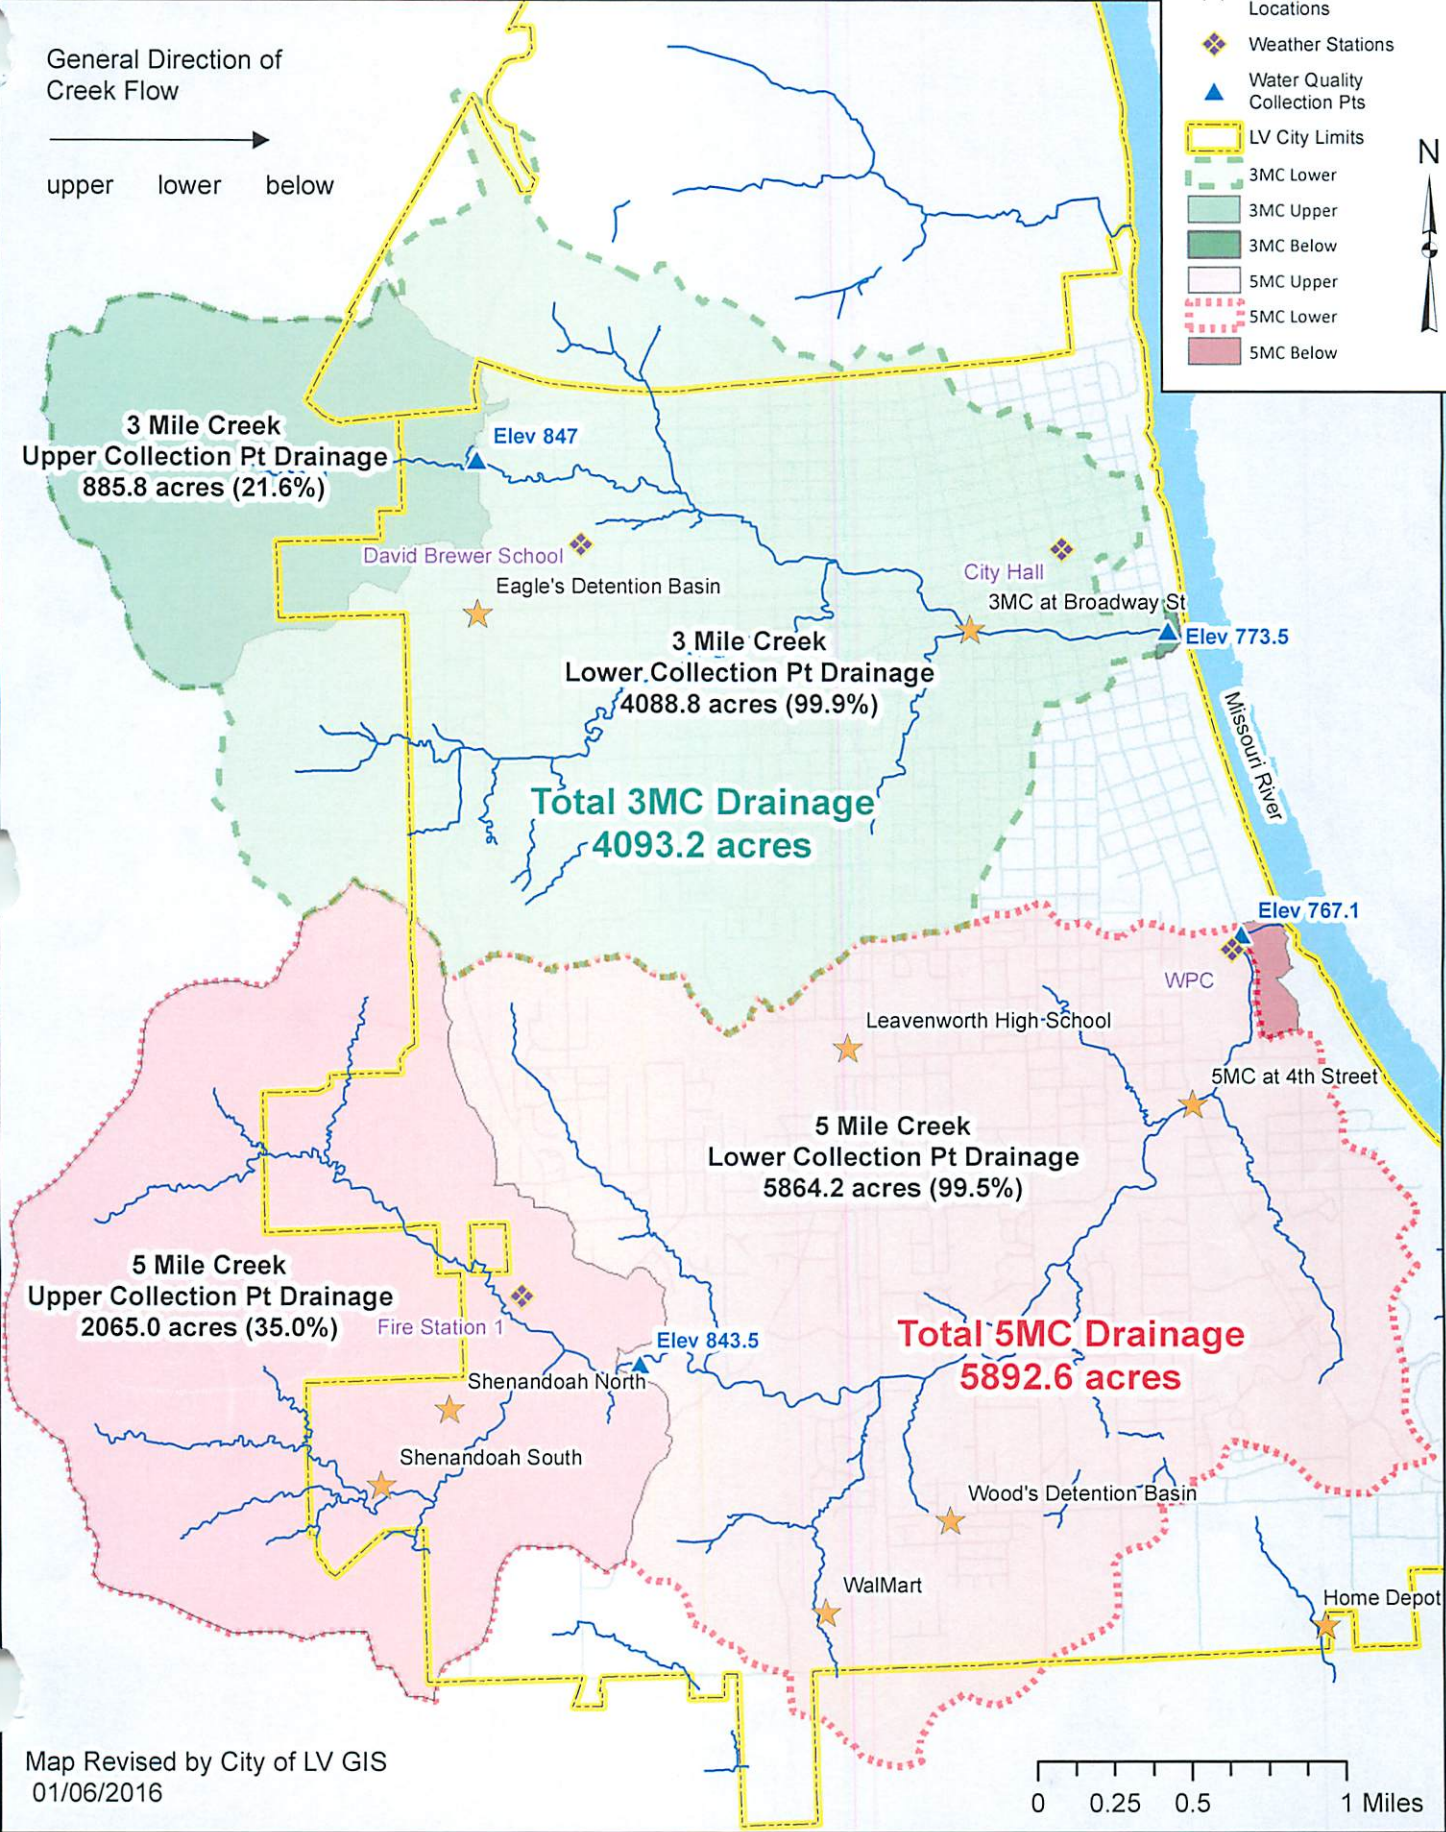 General Direction of
Creek Flow
upper lower below
Locations
Weather Stations
Water Quality
Collection Pts
LV City Limits
3MC Lower
3MC Upper
3MC Below
5MC Upper
5MC Lower
5MC Below
N
3 Mile Creek
Upper Collection Pt Drainage
885.8 acres (21.6%)
Elev 847
David Brewer School
Eagle's Detention Basin
City Hall
3MC at Broadway St
Elev 773.5
3 Mile Creek
Lower Collection Pt Drainage
4088.8 acres (99.9%)
Missouri River
Total 3MC Drainage
4093.2 acres
Elev 767.1
WPC
Leavenworth High School
5MC at 4th Street
5 Mile Creek
Lower Collection Pt Drainage
5864.2 acres (99.5%)
5 Mile Creek
Upper Collection Pt Drainage
2065.0 acres (35.0%)
Fire Station 1
Elev 843.5
Total 5MC Drainage
5892.6 acres
Shenandoah North
Shenandoah South
Wood's Detention Basin
WalMart
Home Depot
Map Revised by City of LV GIS
01/06/2016
0 0.25 0.5 1 Miles